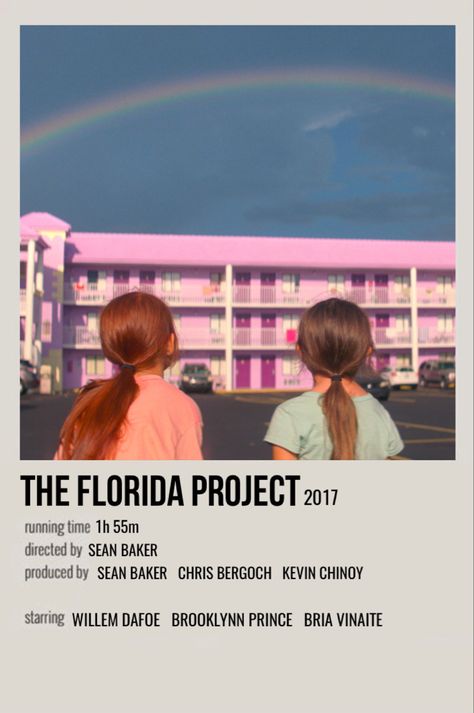 THE FLORIDA PROJECT 2017
running time 1h 55m
directed by SEAN BAKER
produced by SEAN BAKER CHRIS BERGOCH KEVIN CHINOY
starring WILLEM DAFOE BROOKLYNN PRINCE BRIA VINAITE